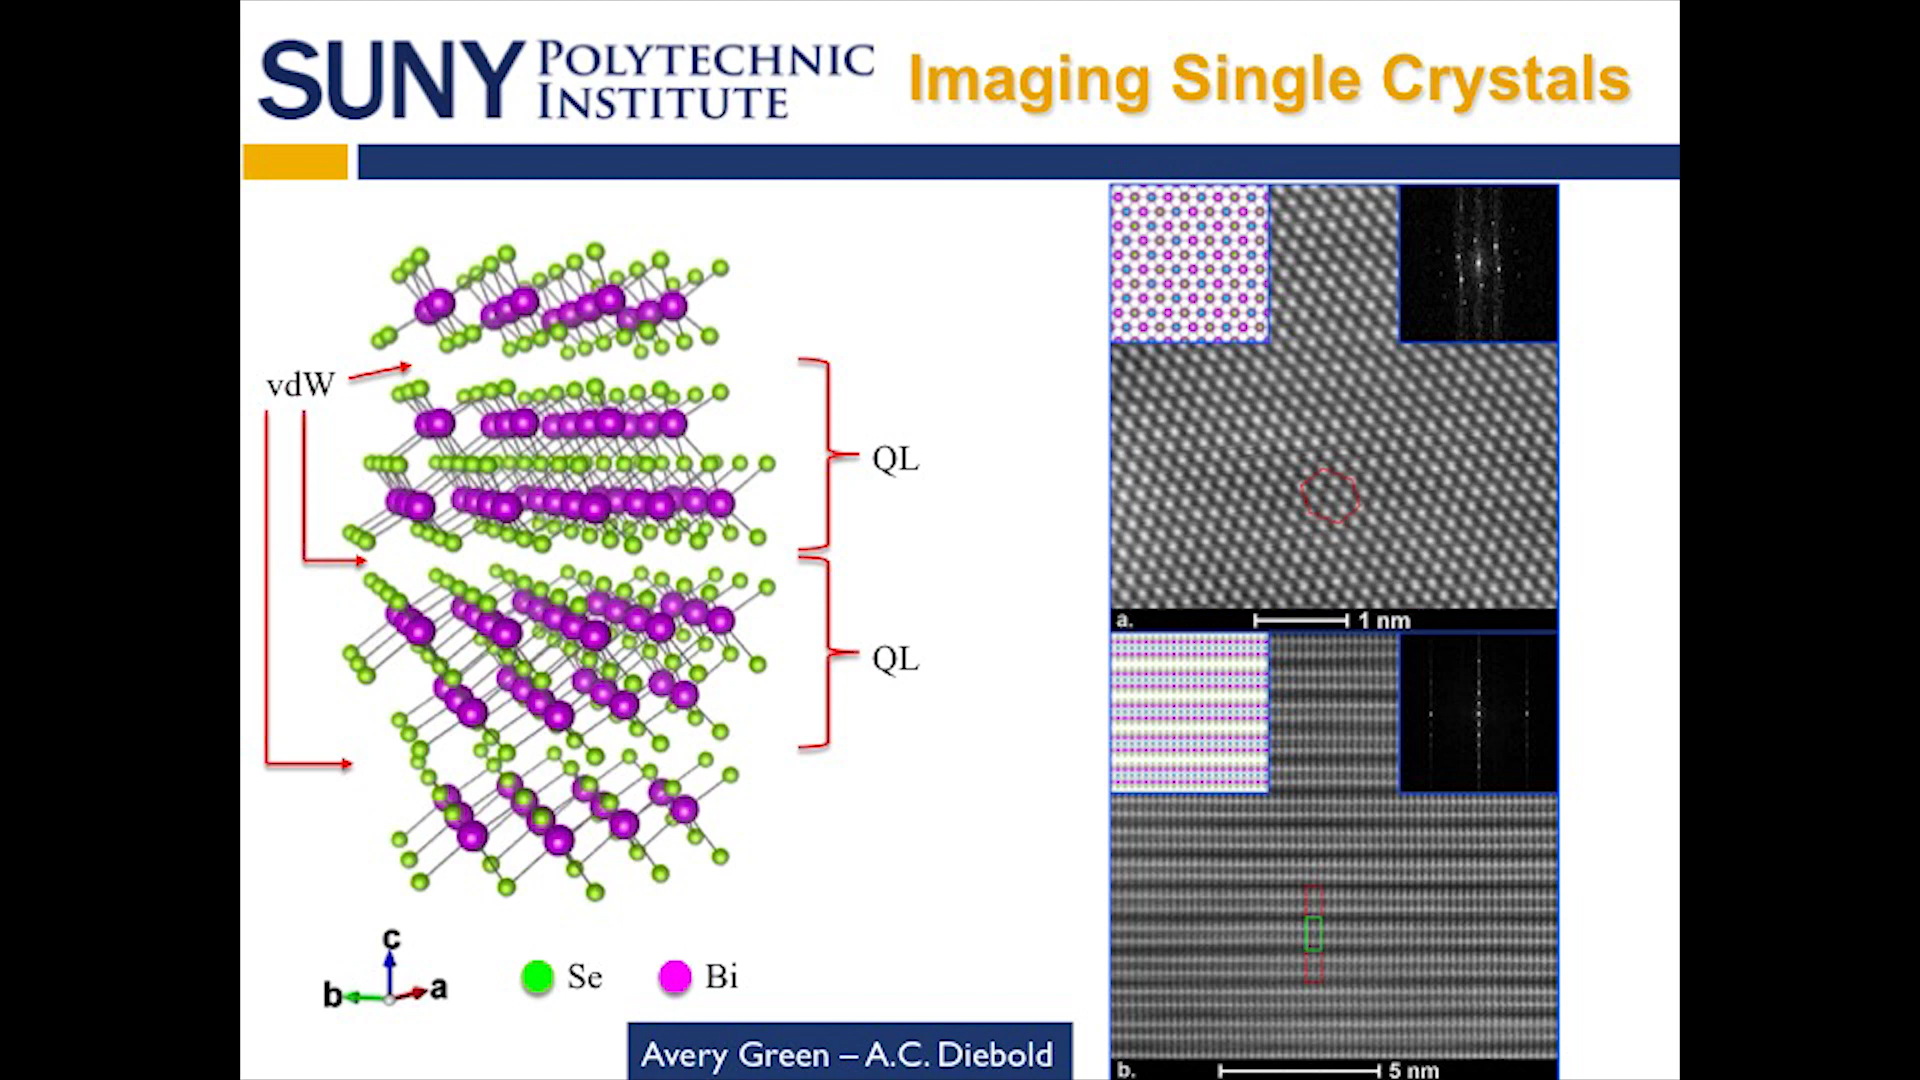 SUNY POLYTECHNIC INSTITUTE
Imaging Single Crystals
vdW
QL
QL
c
b
a
Se
Bi
Avery Green – A.C. Diebold
a.
1 nm
b.
5 nm